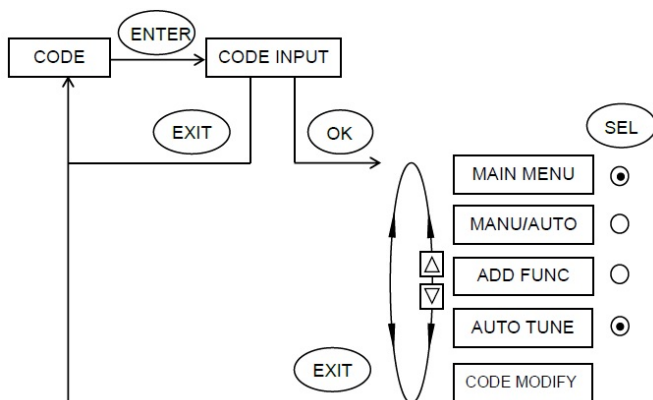 ENTER
CODE
CODE INPUT
EXIT
OK
SEL
MAIN MENU
MANU/AUTO
ADD FUNC
AUTO TUNE
EXIT
CODE MODIFY